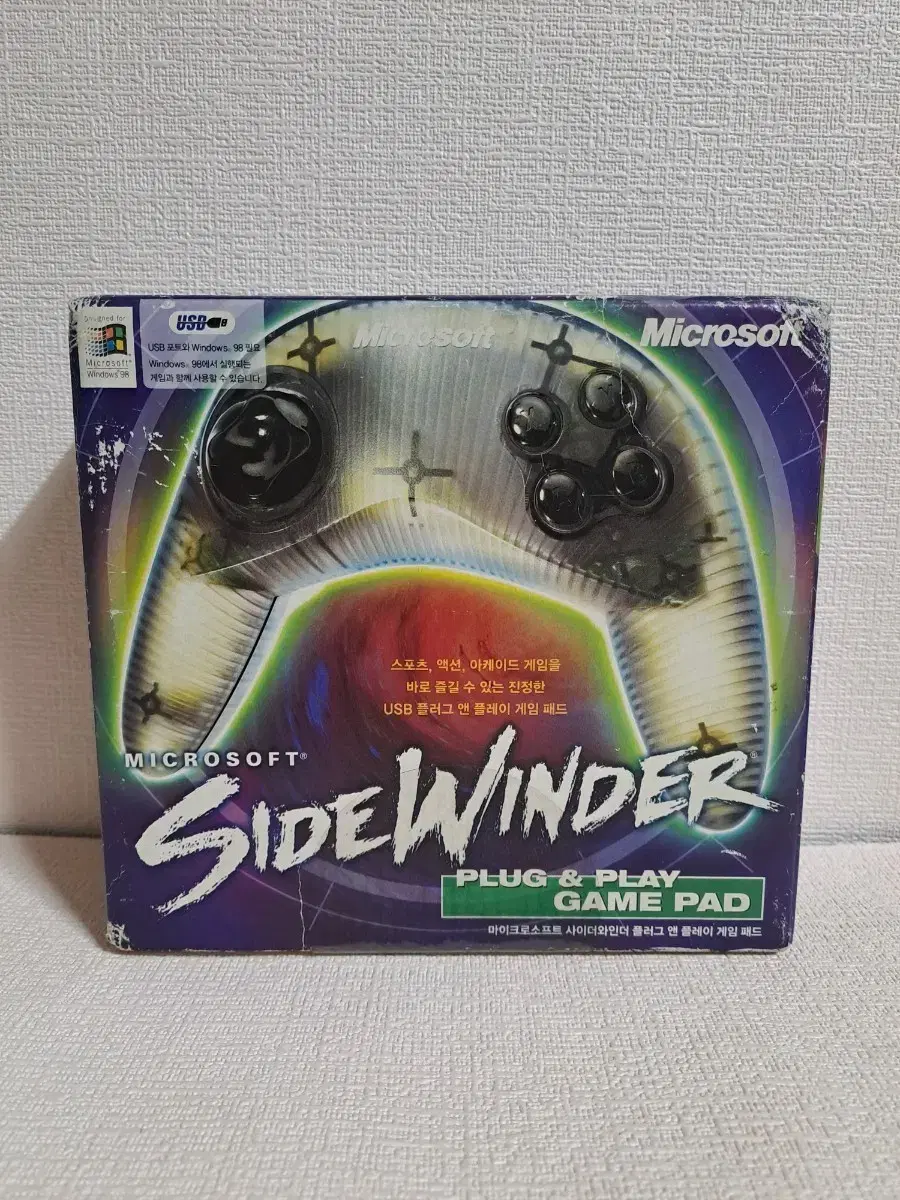 Designed for
Microsoft®
Windows®98
USB
USB 포트와 Windows® 98 필요
Windows® 98에서 실행되는
게임과 함께 사용할 수 있습니다.
Microsoft
Microsoft
스포츠, 액션, 아케이드 게임을
바로 즐길 수 있는 진정한
USB 플러그 앤 플레이 게임 패드
MICROSOFT®
SIDEWINDER®
PLUG & PLAY
GAME PAD
마이크로소프트 사이더와인더 플러그 앤 플레이 게임 패드